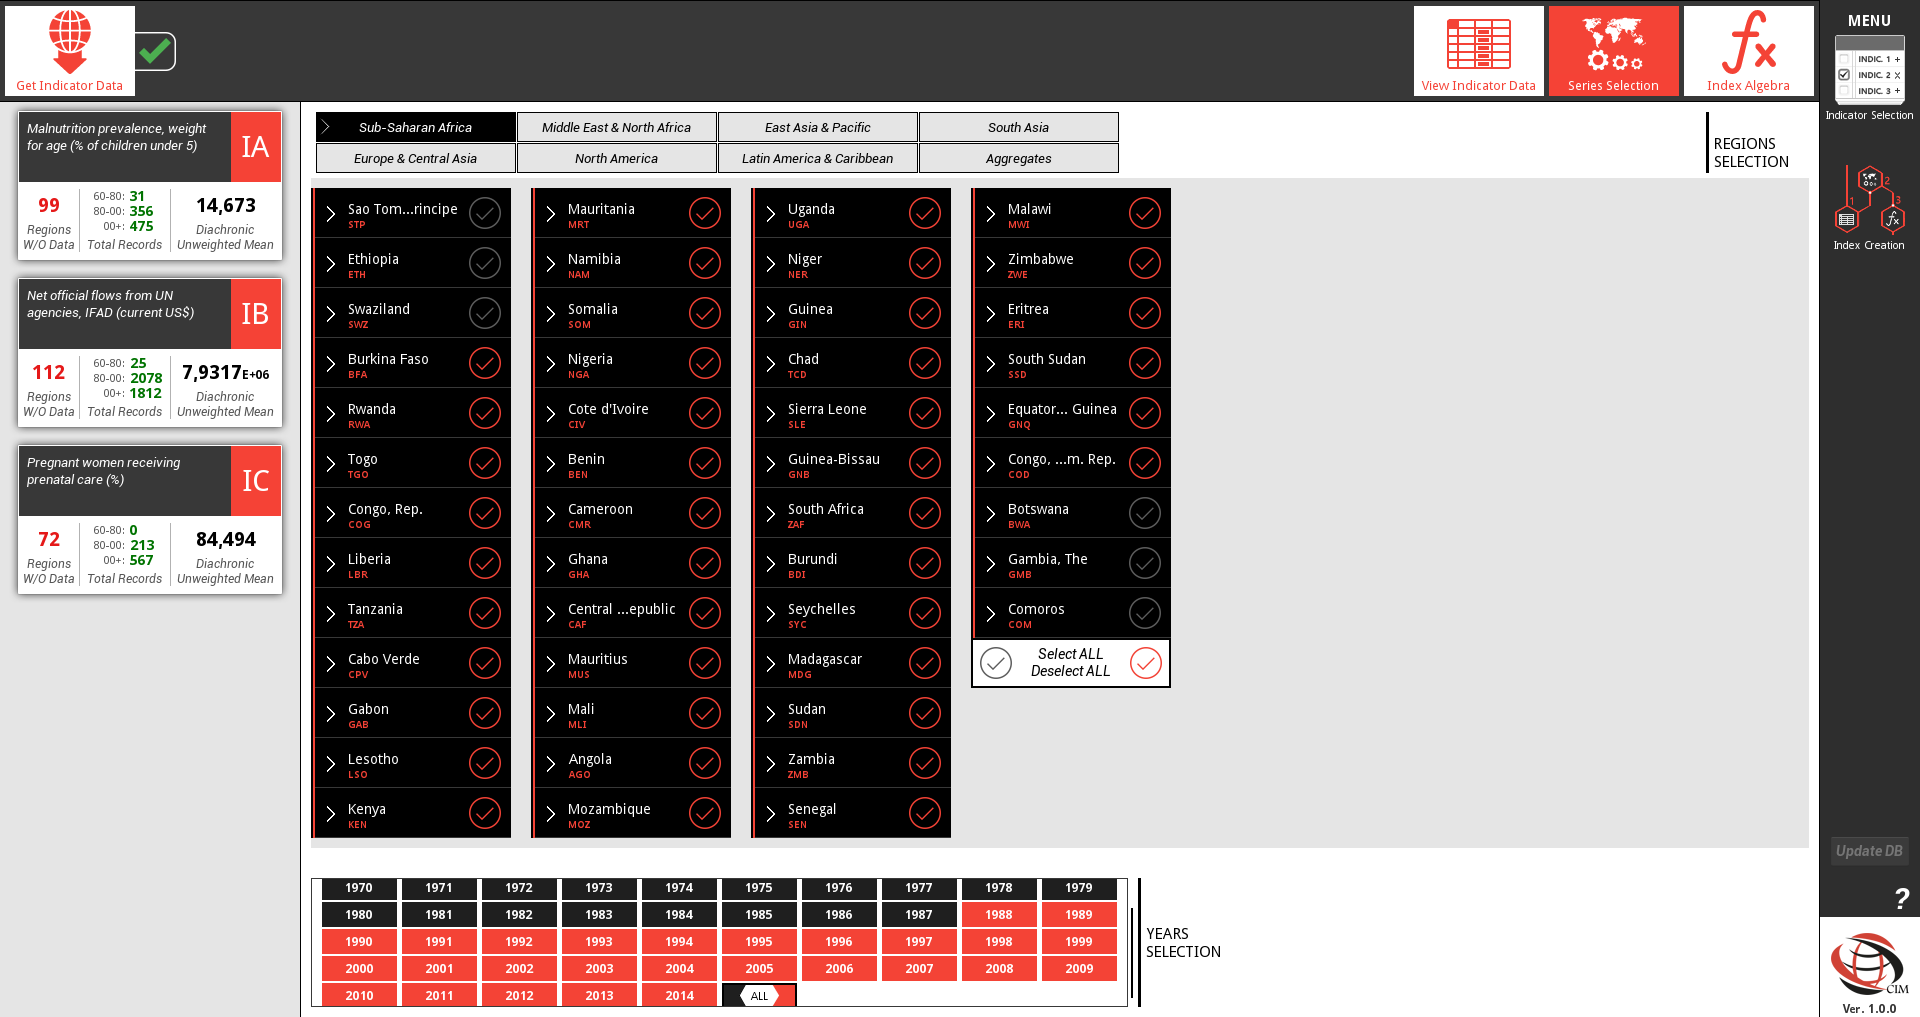 Get Indicator Data
View Indicator Data
Series Selection
Index Algebra
MENU
INDIC. 1 +
INDIC. 2 x
INDIC. 3 +
Indicator Selection
1
2
3
Index Creation
Update DB
?
CIM
Ver. 1.0.0
Malnutrition prevalence, weight
for age (% of children under 5)
IA
99
Regions
W/O Data
60-80: 31
80-00: 356
00+: 475
Total Records
14,673
Diachronic
Unweighted Mean
Net official flows from UN
agencies, IFAD (current US$)
IB
112
Regions
W/O Data
60-80: 25
80-00: 2078
00+: 1812
Total Records
7,9317E+06
Diachronic
Unweighted Mean
Pregnant women receiving
prenatal care (%)
IC
72
Regions
W/O Data
60-80: 0
80-00: 213
00+: 567
Total Records
84,494
Diachronic
Unweighted Mean
Sub-Saharan Africa
Middle East & North Africa
East Asia & Pacific
South Asia
Europe & Central Asia
North America
Latin America & Caribbean
Aggregates
REGIONS
SELECTION
Sao Tom...rincipe
STP
Ethiopia
ETH
Swaziland
SWZ
Burkina Faso
BFA
Rwanda
RWA
Togo
TGO
Congo, Rep.
COG
Liberia
LBR
Tanzania
TZA
Cabo Verde
CPV
Gabon
GAB
Lesotho
LSO
Kenya
KEN
Mauritania
MRT
Namibia
NAM
Somalia
SOM
Nigeria
NGA
Cote d'Ivoire
CIV
Benin
BEN
Cameroon
CMR
Ghana
GHA
Central ...epublic
CAF
Mauritius
MUS
Mali
MLI
Angola
AGO
Mozambique
MOZ
Uganda
UGA
Niger
NER
Guinea
GIN
Chad
TCD
Sierra Leone
SLE
Guinea-Bissau
GNB
South Africa
ZAF
Burundi
BDI
Seychelles
SYC
Madagascar
MDG
Sudan
SDN
Zambia
ZMB
Senegal
SEN
Malawi
MWI
Zimbabwe
ZWE
Eritrea
ERI
South Sudan
SSD
Equator... Guinea
GNQ
Congo, ...m. Rep.
COD
Botswana
BWA
Gambia, The
GMB
Comoros
COM
Select ALL
Deselect ALL
1970 1971 1972 1973 1974 1975 1976 1977 1978 1979
1980 1981 1982 1983 1984 1985 1986 1987 1988 1989
1990 1991 1992 1993 1994 1995 1996 1997 1998 1999
2000 2001 2002 2003 2004 2005 2006 2007 2008 2009
2010 2011 2012 2013 2014 ALL
YEARS
SELECTION